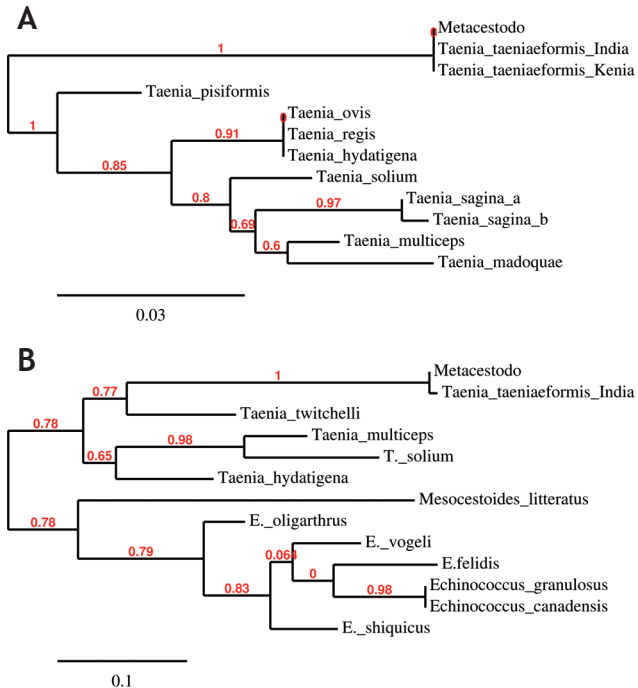 A
Metacestodo
1
Taenia_taeniaeformis_India
Taenia_taeniaeformis_Kenia
Taenia_pisiformis
1
Taenia_ovis
0.91
Taenia_regis
Taenia_hydatigena
0.85
Taenia_solium
0.8
0.97
Taenia_sagina_a
0.69
Taenia_sagina_b
0.6
Taenia_multiceps
Taenia_madoquae
0.03
B
Metacestodo
1
0.77
Taenia_taeniaeformis_India
Taenia_twitchelli
0.78
Taenia_multiceps
0.98
0.65
T._solium
Taenia_hydatigena
Mesocestoides_litteratus
0.78
E._oligarthrus
E._vogeli
0.79
0.064
E.felidis
0
0.83
0.98
Echinococcus_granulosus
Echinococcus_canadensis
E._shiquicus
0.1